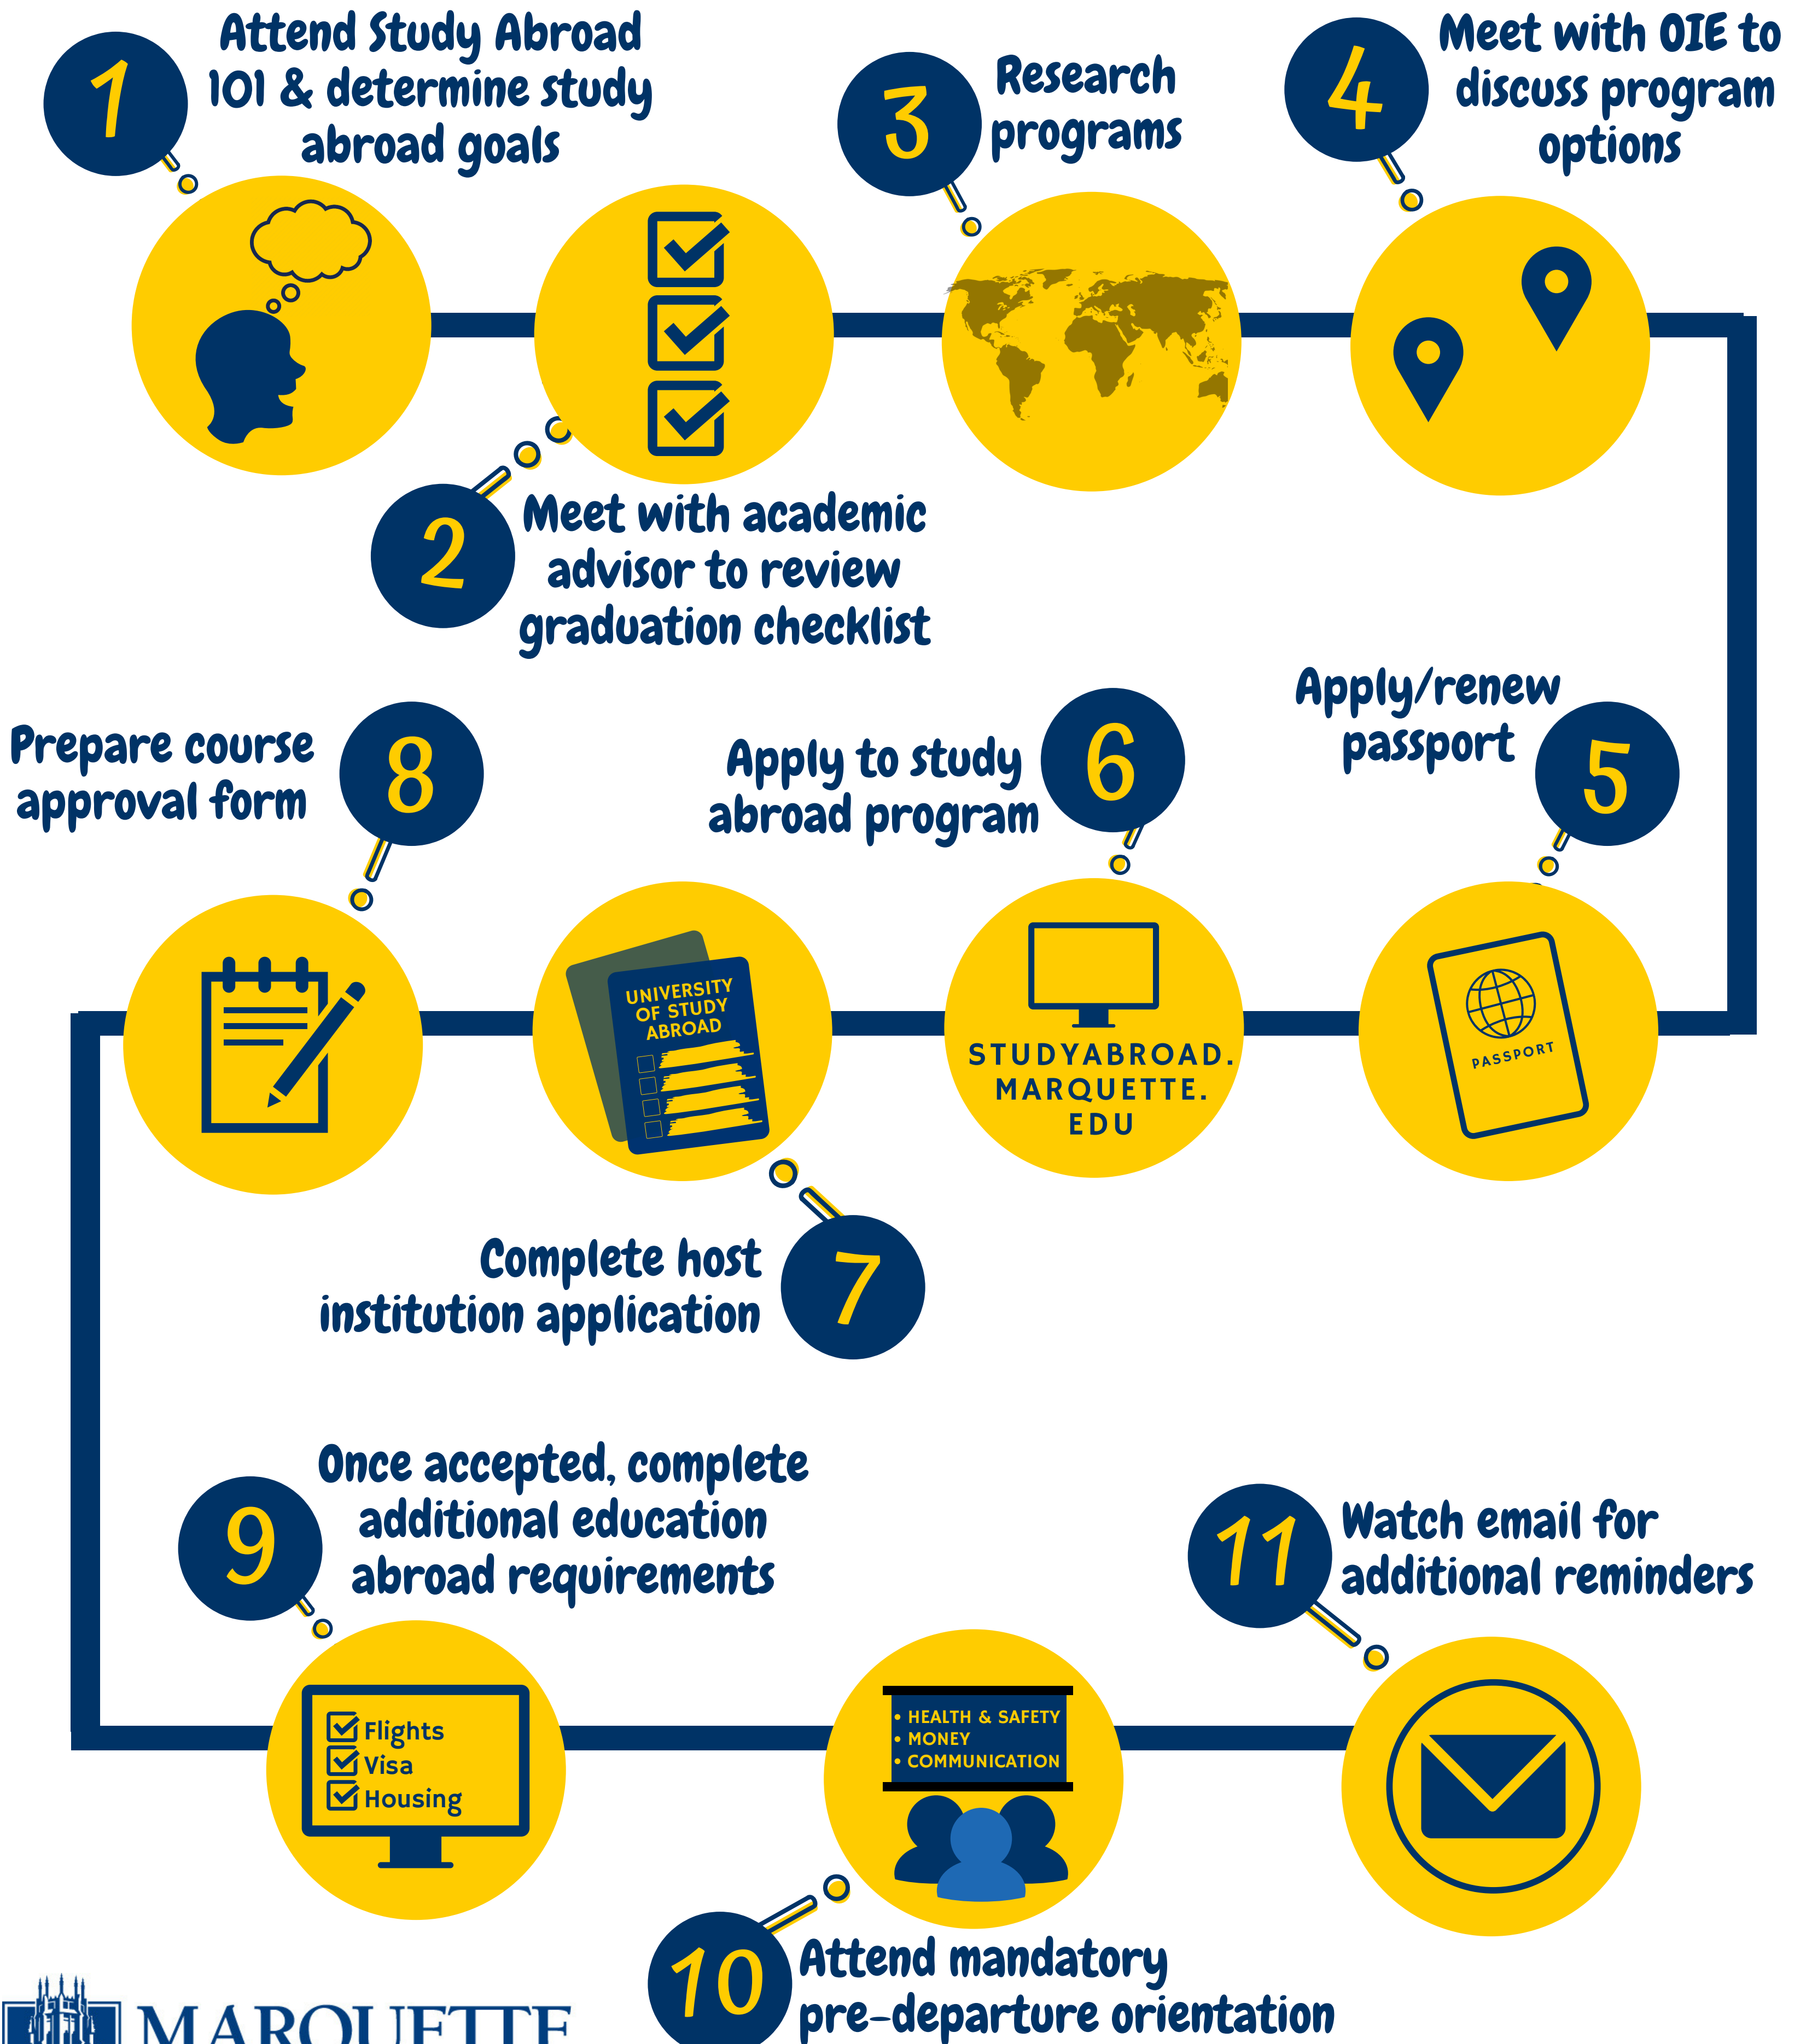 1
Attend Study Abroad
101 & determine study
abroad goals
2
Meet with academic
advisor to review
graduation checklist
3
Research
programs
4
Meet with OIE to
discuss program
options
5
Apply/renew
passport
PASSPORT
6
Apply to study
abroad program
STUDYABROAD.
MARQUETTE.
EDU
7
Complete host
institution application
UNIVERSITY
OF STUDY
ABROAD
8
Prepare course
approval form
9
Once accepted, complete
additional education
abroad requirements
Flights
Visa
Housing
10
Attend mandatory
pre-departure orientation
• HEALTH & SAFETY
• MONEY
• COMMUNICATION
11
Watch email for
additional reminders
MARQUETTE